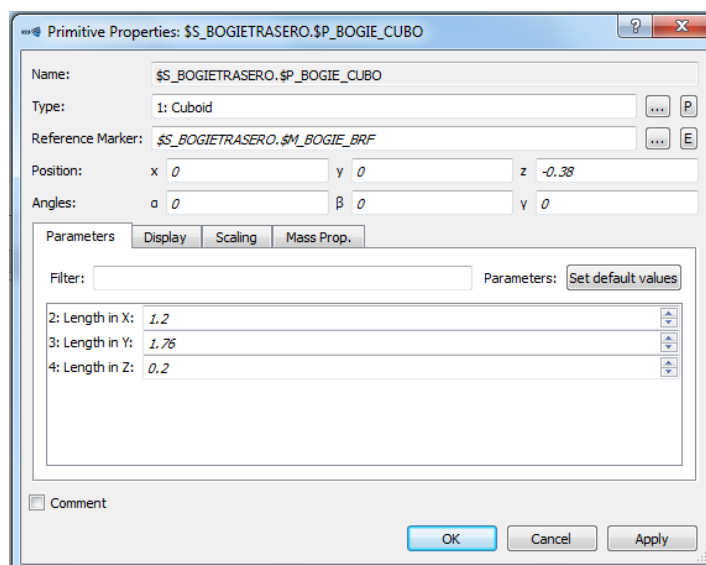 Primitive Properties: $S_BOGIETRASERO.$P_BOGIE_CUBO
?
X
Name: $S_BOGIETRASERO.$P_BOGIE_CUBO
Type: 1: Cuboid ... P
Reference Marker: $S_BOGIETRASERO.$M_BOGIE_BRF ... E
Position: x 0 y 0 z -0.38
Angles: α 0 β 0 γ 0
Parameters Display Scaling Mass Prop.
Filter: Parameters: Set default values
2: Length in X: 1.2
3: Length in Y: 1.76
4: Length in Z: 0.2
Comment
OK Cancel Apply